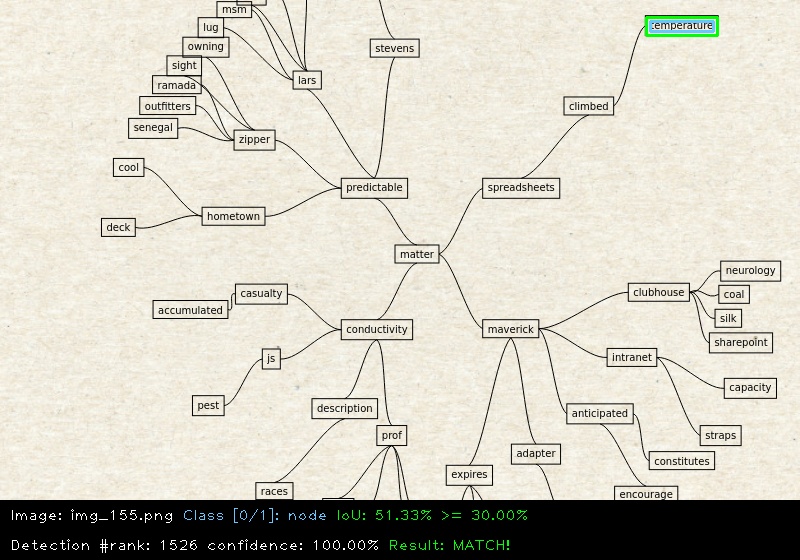 msm
lug
owning
stevens
sight
lars
ramada
outfitters
climbed
senegal
zipper
cool
predictable
spreadsheets
hometown
deck
matter
neurology
casualty
clubhouse
coal
accumulated
silk
conductivity
maverick
sharepoint
js
intranet
capacity
pest
description
anticipated
prof
straps
adapter
constitutes
expires
races
encourage
Image: img_155.png Class [0/1]: node IoU: 51.33% >= 30.00%
Detection #rank: 1526 confidence: 100.00% Result: MATCH!